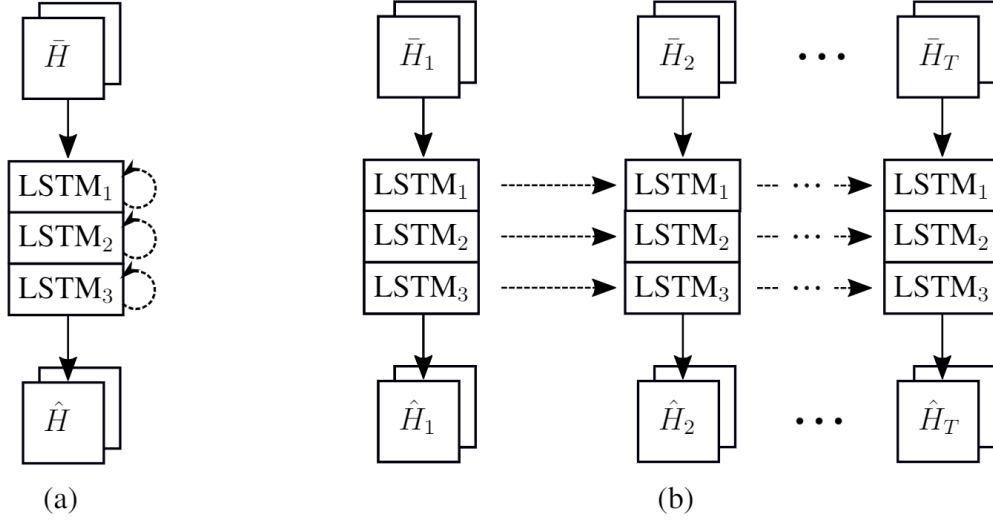 H̄ H̄₁ H̄₂ ... H̄_T
LSTM₁ LSTM₁ LSTM₁ ... LSTM₁
LSTM₂ LSTM₂ LSTM₂ ... LSTM₂
LSTM₃ LSTM₃ LSTM₃ ... LSTM₃
Ĥ Ĥ₁ Ĥ₂ ... Ĥ_T
(a) (b)